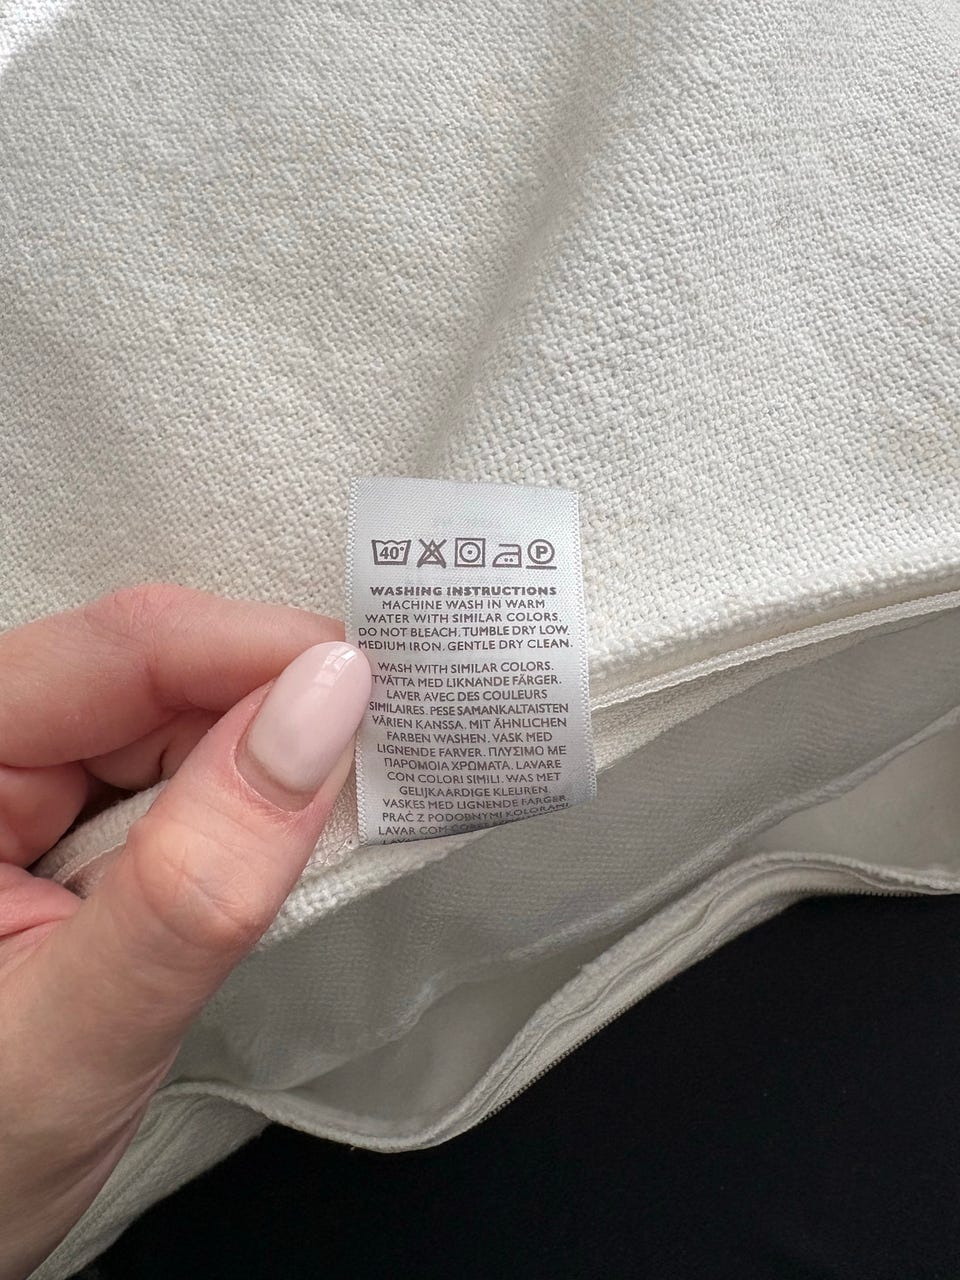 40°
P
WASHING INSTRUCTIONS
MACHINE WASH IN WARM
WATER WITH SIMILAR COLORS.
DO NOT BLEACH. TUMBLE DRY LOW.
MEDIUM IRON. GENTLE DRY CLEAN.
WASH WITH SIMILAR COLORS.
TVÄTTA MED LIKNANDE FÄRGER.
LAVER AVEC DES COULEURS
SIMILAIRES. PESE SAMANKALTAISTEN
VÄRIEN KANSSA. MIT ÄHNLICHEN
FARBEN WASHEN. VASK MED
LIGNENDE FARVER. ΠΛΥΣΙΜΟ ΜΕ
ΠΑΡΟΜΟΙΑ ΧΡΩΜΑΤΑ. LAVARE
CON COLORI SIMILI. WAS MET
GELIJKAARDIGE KLEUREN.
VASKES MED LIGNENDE FARGER.
PRAĆ Z PODOBNYMI KOLORAMI.
LAVAR COM